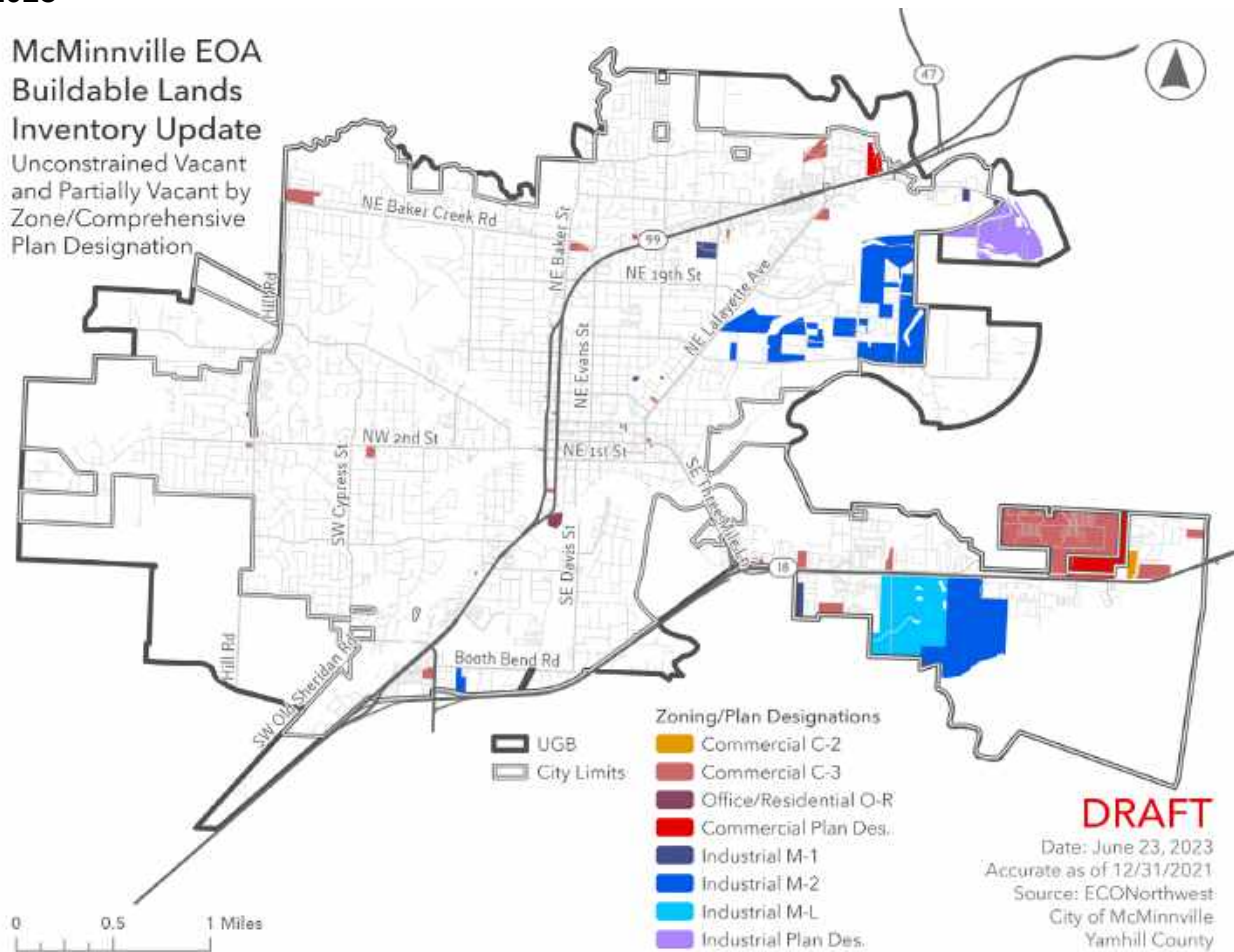 McMinnville EOA
Buildable Lands
Inventory Update
Unconstrained Vacant
and Partially Vacant by
Zone/Comprehensive
Plan Designation
47
NE Baker Creek Rd
NE Baker St
99
NE 19th St
Hill Rd
NE Lafayette Ave
NE Evans St
NW 2nd St
NE 1st St
SW Cypress St
SE Three Mile Ln
SE Davis St
18
Hill Rd
SW Old Sheridan Rd
Booth Bend Rd
UGB
City Limits
Zoning/Plan Designations
Commercial C-2
Commercial C-3
Office/Residential O-R
Commercial Plan Des.
Industrial M-1
Industrial M-2
Industrial M-L
Industrial Plan Des.
DRAFT
Date: June 23, 2023
Accurate as of 12/31/2021
Source: ECONorthwest
City of McMinnville
Yamhill County
0 0.5 1 Miles